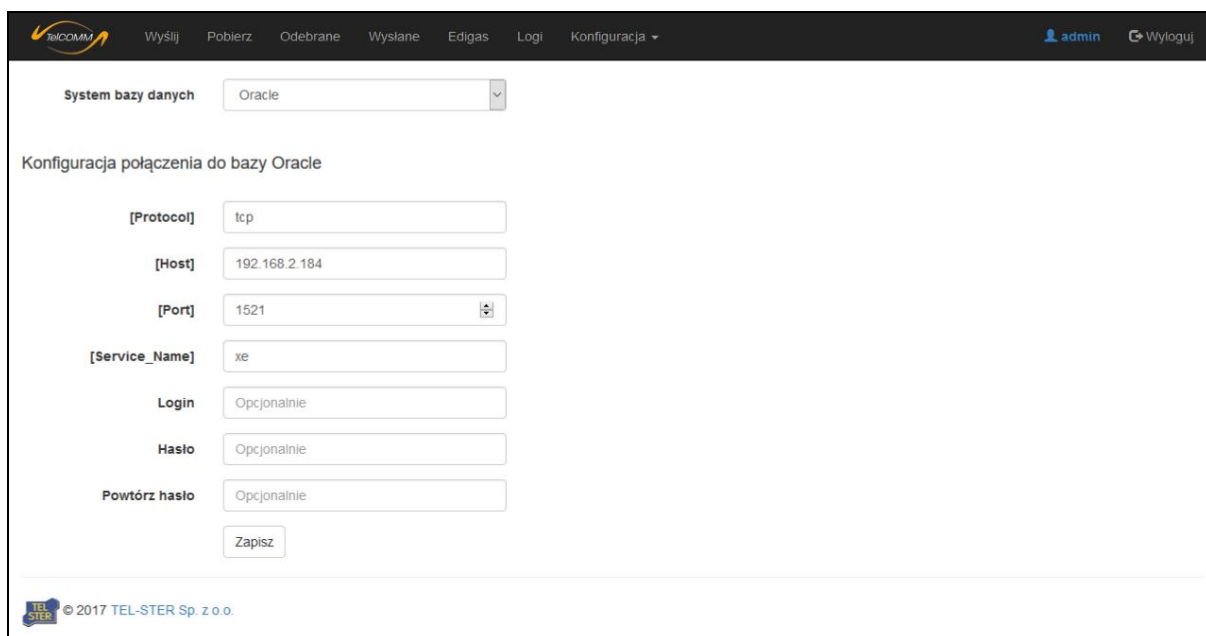 TelCOMM Wyślij Pobierz Odebrane Wysłane Edigas Logi Konfiguracja admin Wyloguj
System bazy danych Oracle
Konfiguracja połączenia do bazy Oracle
[Protocol] tcp
[Host] 192.168.2.184
[Port] 1521
[Service_Name] xe
Login Opcjonalnie
Hasło Opcjonalnie
Powtórz hasło Opcjonalnie
Zapisz
TEL STER © 2017 TEL-STER Sp. z o.o.